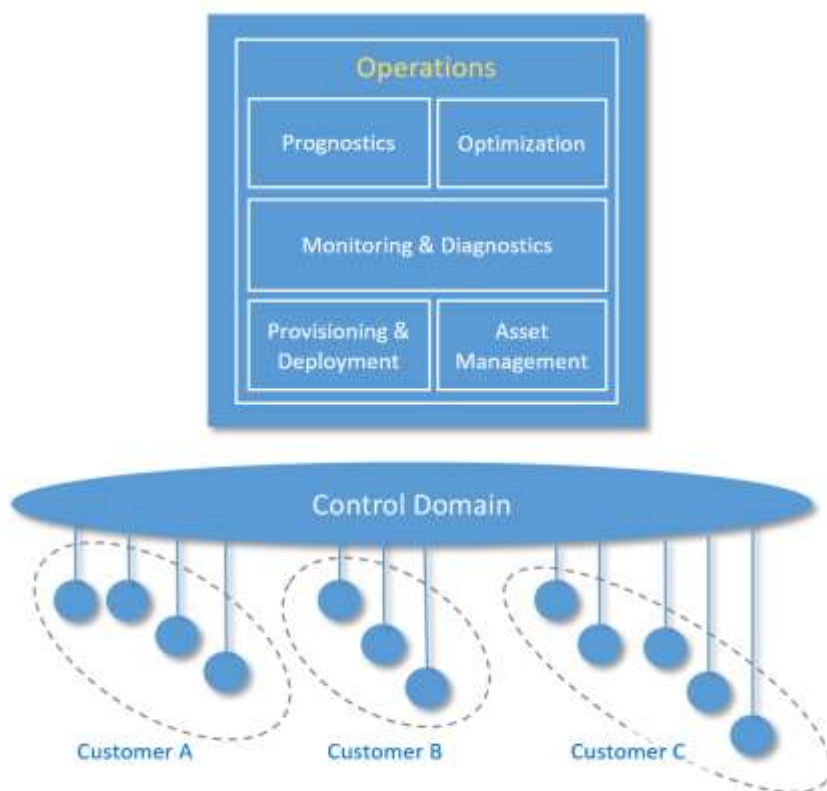 Operations
Prognostics
Optimization
Monitoring & Diagnostics
Provisioning &
Deployment
Asset
Management
Control Domain
Customer A
Customer B
Customer C